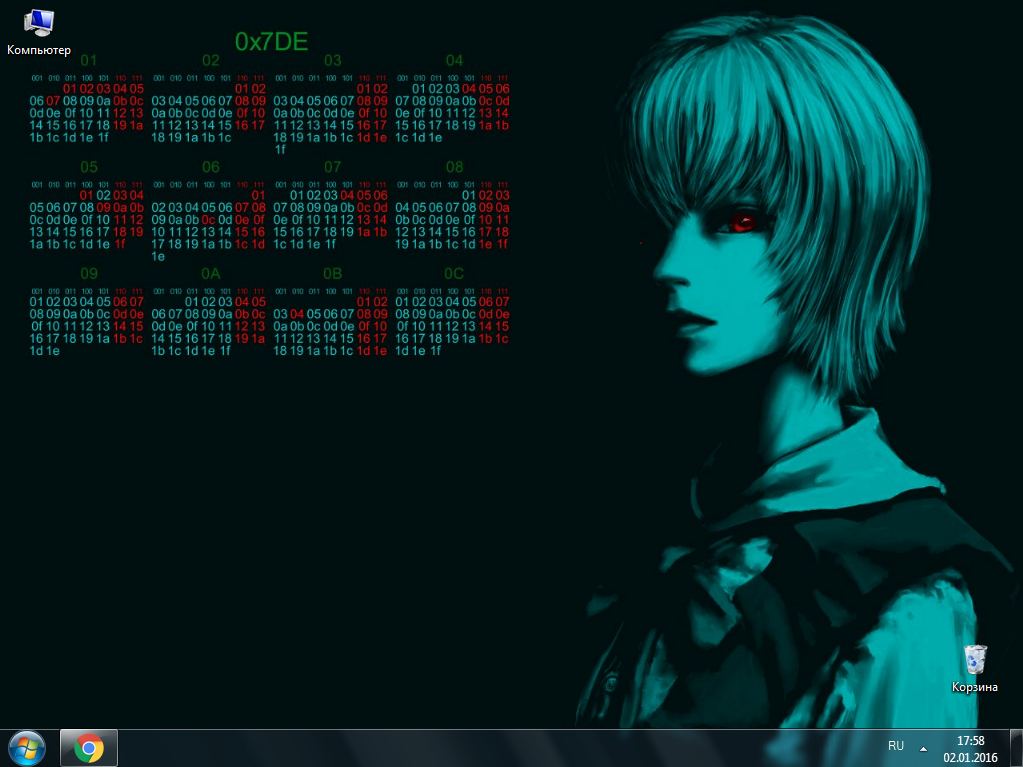 Компьютер
0x7DE
01
001 010 011 100 101 110 111
01 02 03 04 05
06 07 08 09 0a 0b 0c
0d 0e 0f 10 11 12 13
14 15 16 17 18 19 1a
1b 1c 1d 1e 1f
02
001 010 011 100 101 110 111
01 02
03 04 05 06 07 08 09
0a 0b 0c 0d 0e 0f 10
11 12 13 14 15 16 17
18 19 1a 1b 1c
03
001 010 011 100 101 110 111
01 02
03 04 05 06 07 08 09
0a 0b 0c 0d 0e 0f 10
11 12 13 14 15 16 17
18 19 1a 1b 1c 1d 1e
1f
04
001 010 011 100 101 110 111
01 02 03 04 05 06
07 08 09 0a 0b 0c 0d
0e 0f 10 11 12 13 14
15 16 17 18 19 1a 1b
1c 1d 1e
05
001 010 011 100 101 110 111
01 02 03 04
05 06 07 08 09 0a 0b
0c 0d 0e 0f 10 11 12
13 14 15 16 17 18 19
1a 1b 1c 1d 1e 1f
06
001 010 011 100 101 110 111
01
02 03 04 05 06 07 08
09 0a 0b 0c 0d 0e 0f
10 11 12 13 14 15 16
17 18 19 1a 1b 1c 1d
1e
07
001 010 011 100 101 110 111
01 02 03 04 05 06
07 08 09 0a 0b 0c 0d
0e 0f 10 11 12 13 14
15 16 17 18 19 1a 1b
1c 1d 1e 1f
08
001 010 011 100 101 110 111
01 02 03
04 05 06 07 08 09 0a
0b 0c 0d 0e 0f 10 11
12 13 14 15 16 17 18
19 1a 1b 1c 1d 1e 1f
09
001 010 011 100 101 110 111
01 02 03 04 05 06 07
08 09 0a 0b 0c 0d 0e
0f 10 11 12 13 14 15
16 17 18 19 1a 1b 1c
1d 1e
0A
001 010 011 100 101 110 111
01 02 03 04 05
06 07 08 09 0a 0b 0c
0d 0e 0f 10 11 12 13
14 15 16 17 18 19 1a
1b 1c 1d 1e 1f
0B
001 010 011 100 101 110 111
01 02
03 04 05 06 07 08 09
0a 0b 0c 0d 0e 0f 10
11 12 13 14 15 16 17
18 19 1a 1b 1c 1d 1e
0C
001 010 011 100 101 110 111
01 02 03 04 05 06 07
08 09 0a 0b 0c 0d 0e
0f 10 11 12 13 14 15
16 17 18 19 1a 1b 1c
1d 1e 1f
Корзина
RU
17:58
02.01.2016